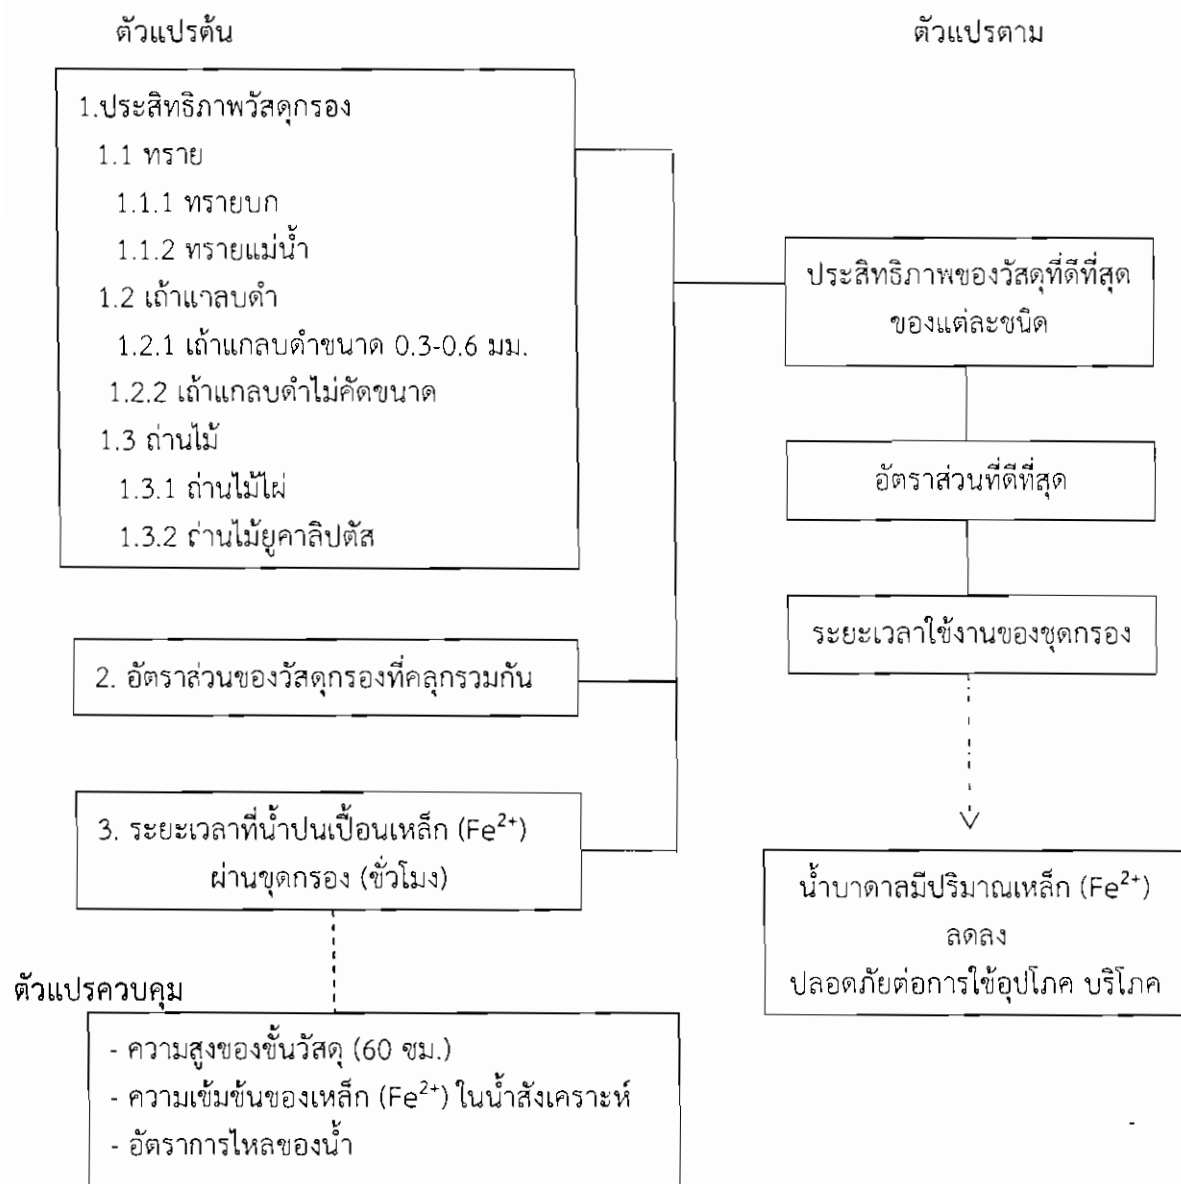 ตัวแปรต้น
ตัวแปรตาม
1.ประสิทธิภาพวัสดุกรอง
1.1 ทราย
1.1.1 ทรายบก
1.1.2 ทรายแม่น้ำ
1.2 เถ้าแาลบดำ
1.2.1 เถ้าแกลบดำขนาด 0.3-0.6 มม.
1.2.2 เถ้าแกลบดำไม่คัดขนาด
1.3 ถ่านไม้
1.3.1 ถ่านไม้ไผ่
1.3.2 ถ่านไม้ยูคาลิปตัส
2. อัตราส่วนของวัสดุกรองที่คลุกรวมกัน
3. ระยะเวลาที่น้ำปนเปื้อนเหล็ก (Fe²⁺)
ผ่านชุดกรอง (ชั่วโมง)
ประสิทธิภาพของวัสดุที่ดีที่สุด
ของแต่ละชนิด
อัตราส่วนที่ดีที่สุด
ระยะเวลาใช้งานของชุดกรอง
น้ำบาดาลมีปริมาณเหล็ก (Fe²⁺)
ลดลง
ปลอดภัยต่อการใช้อุปโภค บริโภค
ตัวแปรควบคุม
- ความสูงของชั้นวัสดุ (60 ซม.)
- ความเข้มข้นของเหล็ก (Fe²⁺) ในน้ำสังเคราะห์
- อัตราการไหลของน้ำ